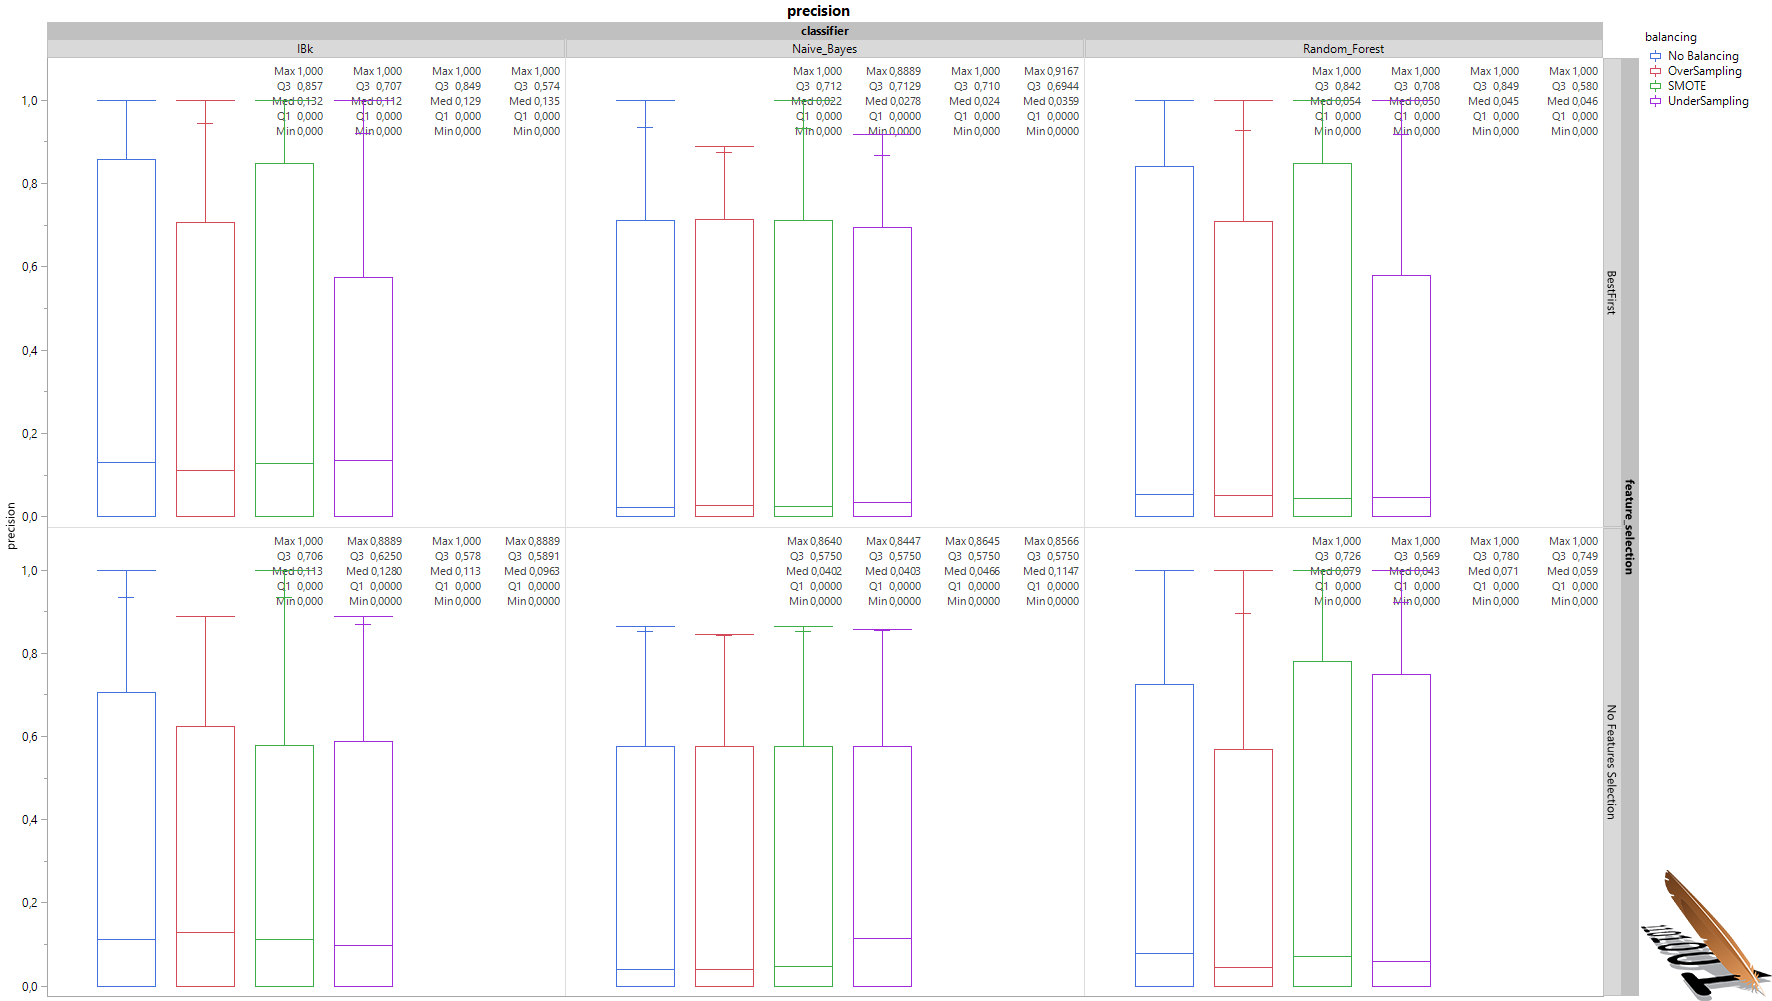 precision
classifier
IBk Naive_Bayes Random_Forest
balancing
No Balancing
OverSampling
SMOTE
UnderSampling
Max 1,000 Max 1,000 Max 1,000 Max 1,000
Q3 0,857 Q3 0,707 Q3 0,849 Q3 0,574
Med 0,132 Med 0,112 Med 0,129 Med 0,135
Q1 0,000 Q1 0,000 Q1 0,000 Q1 0,000
Min 0,000 Min 0,000 Min 0,000 Min 0,000
Max 1,000 Max 0,8889 Max 1,000 Max 0,9167
Q3 0,712 Q3 0,7129 Q3 0,710 Q3 0,6944
Med 0,022 Med 0,0278 Med 0,024 Med 0,0359
Q1 0,000 Q1 0,0000 Q1 0,000 Q1 0,0000
Min 0,000 Min 0,0000 Min 0,000 Min 0,0000
Max 1,000 Max 1,000 Max 1,000 Max 1,000
Q3 0,842 Q3 0,708 Q3 0,849 Q3 0,580
Med 0,054 Med 0,050 Med 0,045 Med 0,046
Q1 0,000 Q1 0,000 Q1 0,000 Q1 0,000
Min 0,000 Min 0,000 Min 0,000 Min 0,000
1,0
0,8
0,6
0,4
0,2
0,0
BestFirst
precision
feature_selection
Max 1,000 Max 0,8889 Max 1,000 Max 0,8889
Q3 0,706 Q3 0,6250 Q3 0,578 Q3 0,5891
Med 0,113 Med 0,1280 Med 0,113 Med 0,0963
Q1 0,000 Q1 0,0000 Q1 0,000 Q1 0,0000
Min 0,000 Min 0,0000 Min 0,000 Min 0,0000
Max 0,8640 Max 0,8447 Max 0,8645 Max 0,8566
Q3 0,5750 Q3 0,5750 Q3 0,5750 Q3 0,5750
Med 0,0402 Med 0,0403 Med 0,0466 Med 0,1147
Q1 0,0000 Q1 0,0000 Q1 0,0000 Q1 0,0000
Min 0,0000 Min 0,0000 Min 0,0000 Min 0,0000
Max 1,000 Max 1,000 Max 1,000 Max 1,000
Q3 0,726 Q3 0,569 Q3 0,780 Q3 0,749
Med 0,079 Med 0,043 Med 0,071 Med 0,059
Q1 0,000 Q1 0,000 Q1 0,000 Q1 0,000
Min 0,000 Min 0,000 Min 0,000 Min 0,000
1,0
0,8
0,6
0,4
0,2
0,0
No Features Selection